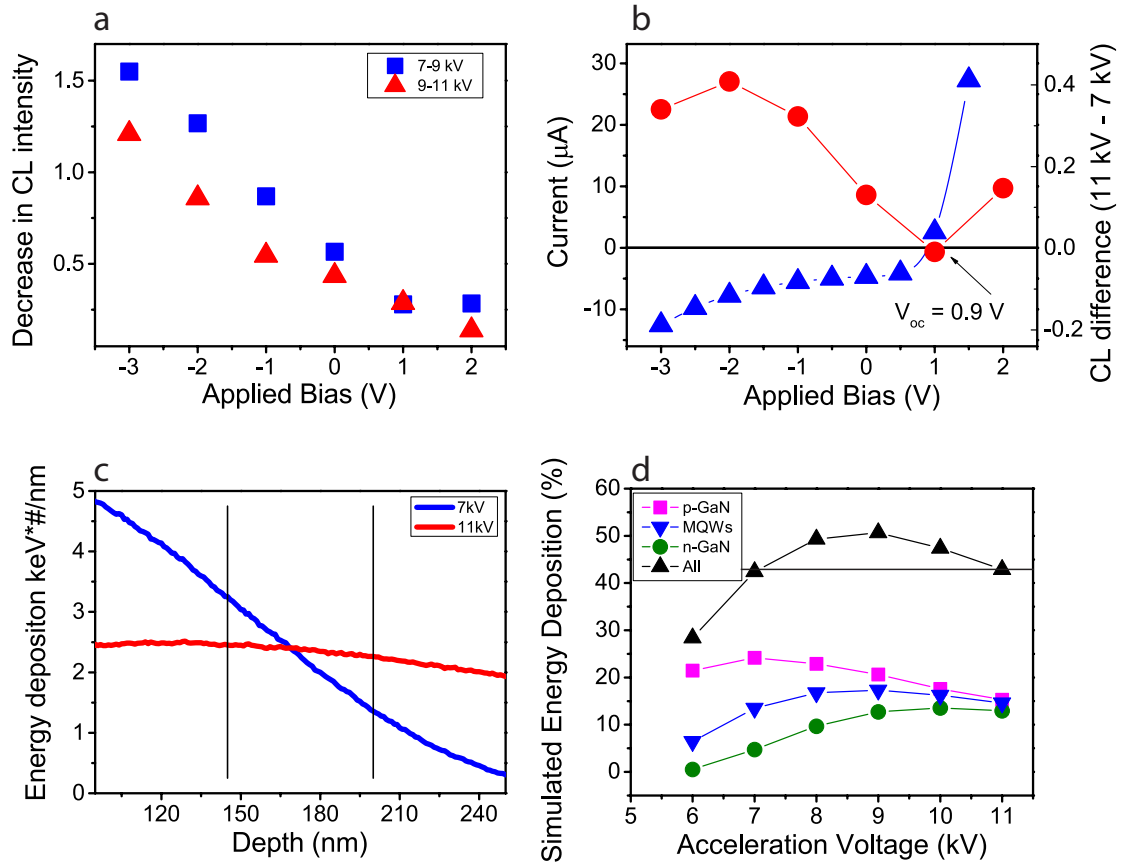 a
Decrease in CL intensity
1.5
1.0
0.5
7-9 kV
9-11 kV
-3 -2 -1 0 1 2
Applied Bias (V)
b
Current (μA)
30
20
10
0
-10
0.4
0.2
0.0
-0.2
CL difference (11 kV - 7 kV)
Voc = 0.9 V
-3 -2 -1 0 1 2
Applied Bias (V)
c
Energy depositon keV*#/nm
5
4
3
2
1
0
7kV
11kV
120 150 180 210 240
Depth (nm)
d
Simulated Energy Deposition (%)
60
50
40
30
20
10
0
p-GaN
MQWs
n-GaN
All
5 6 7 8 9 10 11
Acceleration Voltage (kV)